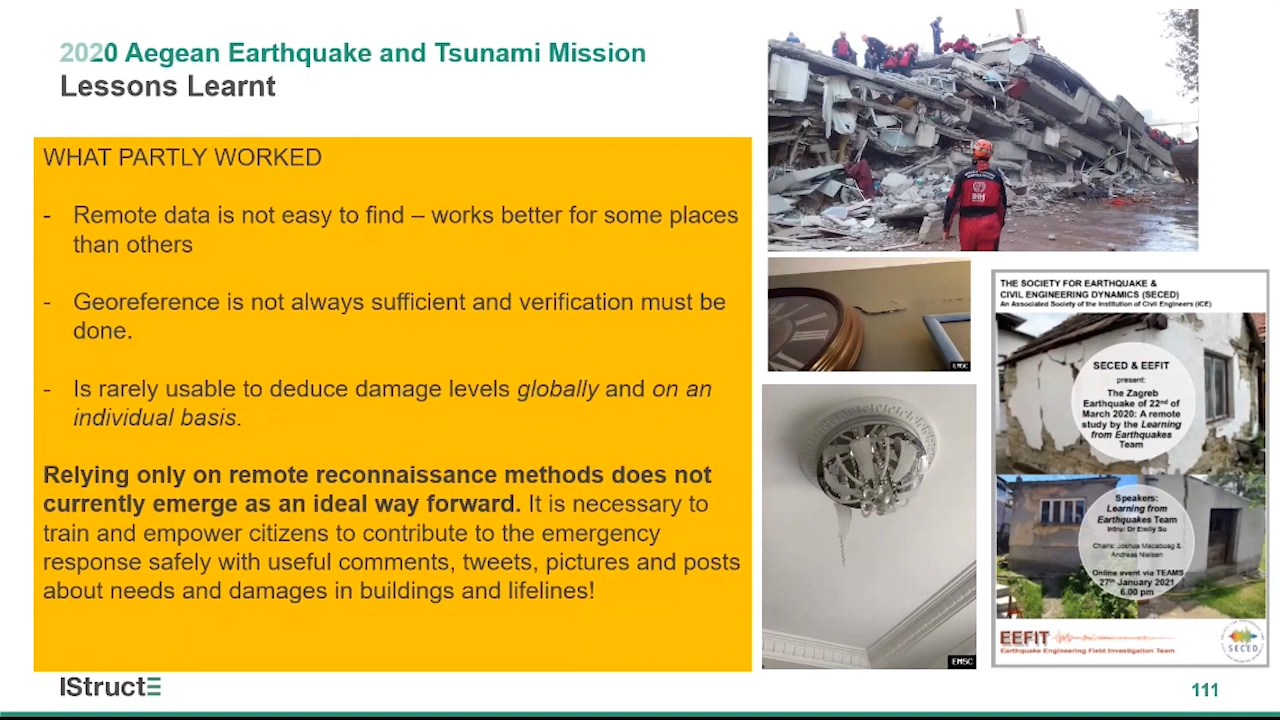 2020 Aegean Earthquake and Tsunami Mission
Lessons Learnt
WHAT PARTLY WORKED
- Remote data is not easy to find – works better for some places
than others
- Georeference is not always sufficient and verification must be
done.
- Is rarely usable to deduce damage levels globally and on an
individual basis.
Relying only on remote reconnaissance methods does not
currently emerge as an ideal way forward. It is necessary to
train and empower citizens to contribute to the emergency
response safely with useful comments, tweets, pictures and posts
about needs and damages in buildings and lifelines!
IHH
EMSC
EMSC
THE SOCIETY FOR EARTHQUAKE &
CIVIL ENGINEERING DYNAMICS (SECED)
An Associated Society of the Institution of Civil Engineers (ICE)
SECED & EEFIT
present:
The Zagreb
Earthquake of 22nd of
March 2020: A remote
study by the Learning
from Earthquakes
Team
Speakers:
Learning from
Earthquakes Team
Intro: Dr Emily So
Chairs: Joshua Macabuag &
Andreas Nielsen
Online event via TEAMS
27th January 2021
6.00 pm
EEFIT
Earthquake Engineering Field Investigation Team
SECED
IStructE
111